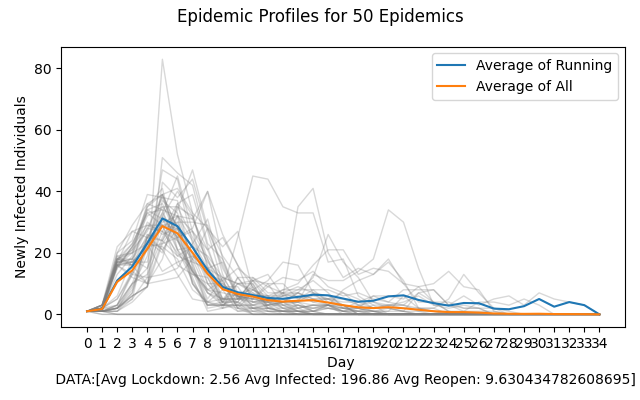 Epidemic Profiles for 50 Epidemics
Average of Running
Average of All
80
60
40
20
0
Newly Infected Individuals
0 1 2 3 4 5 6 7 8 9 10 11 12 13 14 15 16 17 18 19 20 21 22 23 24 25 26 27 28 29 30 31 32 33 34
Day
DATA:[Avg Lockdown: 2.56 Avg Infected: 196.86 Avg Reopen: 9.630434782608695]